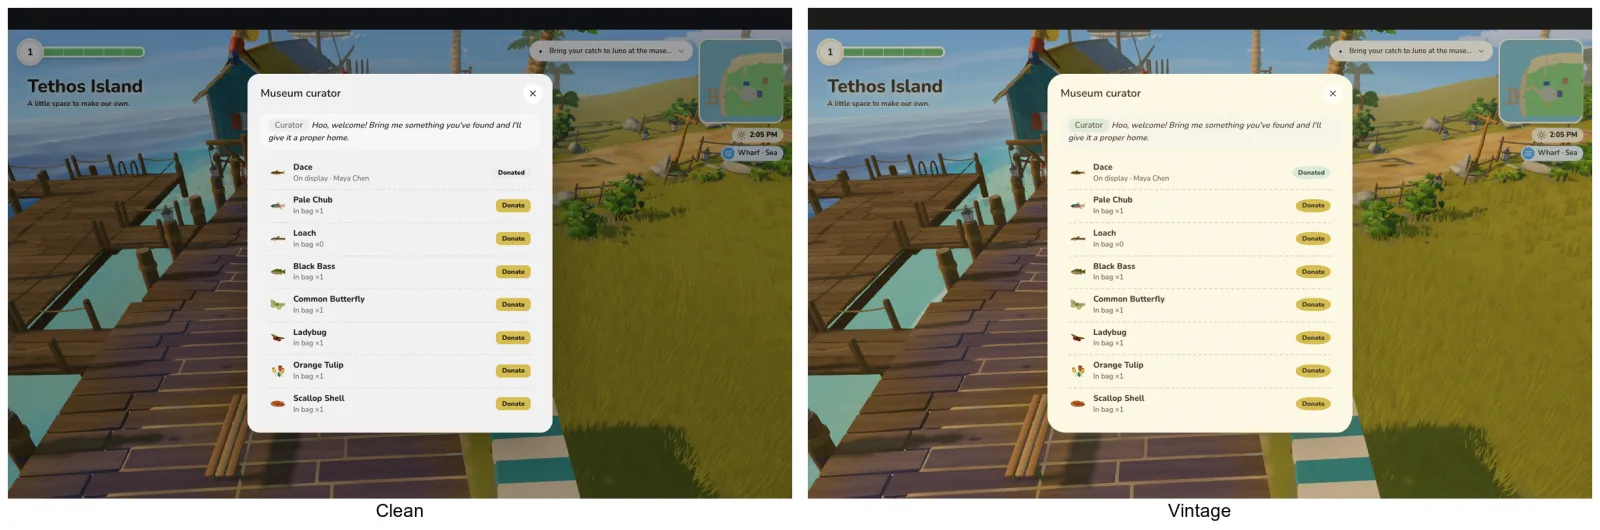 1
Bring your catch to Juno at the muse...
Tethos Island
A little space to make our own.
2:05 PM
Wharf · Sea
Museum curator
Curator Hoo, welcome! Bring me something you've found and I'll
give it a proper home.
Dace
On display · Maya Chen
Donated
Pale Chub
In bag ×1
Donate
Loach
In bag ×0
Donate
Black Bass
In bag ×1
Donate
Common Butterfly
In bag ×1
Donate
Ladybug
In bag ×1
Donate
Orange Tulip
In bag ×1
Donate
Scallop Shell
In bag ×1
Donate
Clean
1
Bring your catch to Juno at the muse...
Tethos Island
A little space to make our own.
2:05 PM
Wharf · Sea
Museum curator
Curator Hoo, welcome! Bring me something you've found and I'll
give it a proper home.
Dace
On display · Maya Chen
Donated
Pale Chub
In bag ×1
Donate
Loach
In bag ×0
Donate
Black Bass
In bag ×1
Donate
Common Butterfly
In bag ×1
Donate
Ladybug
In bag ×1
Donate
Orange Tulip
In bag ×1
Donate
Scallop Shell
In bag ×1
Donate
Vintage